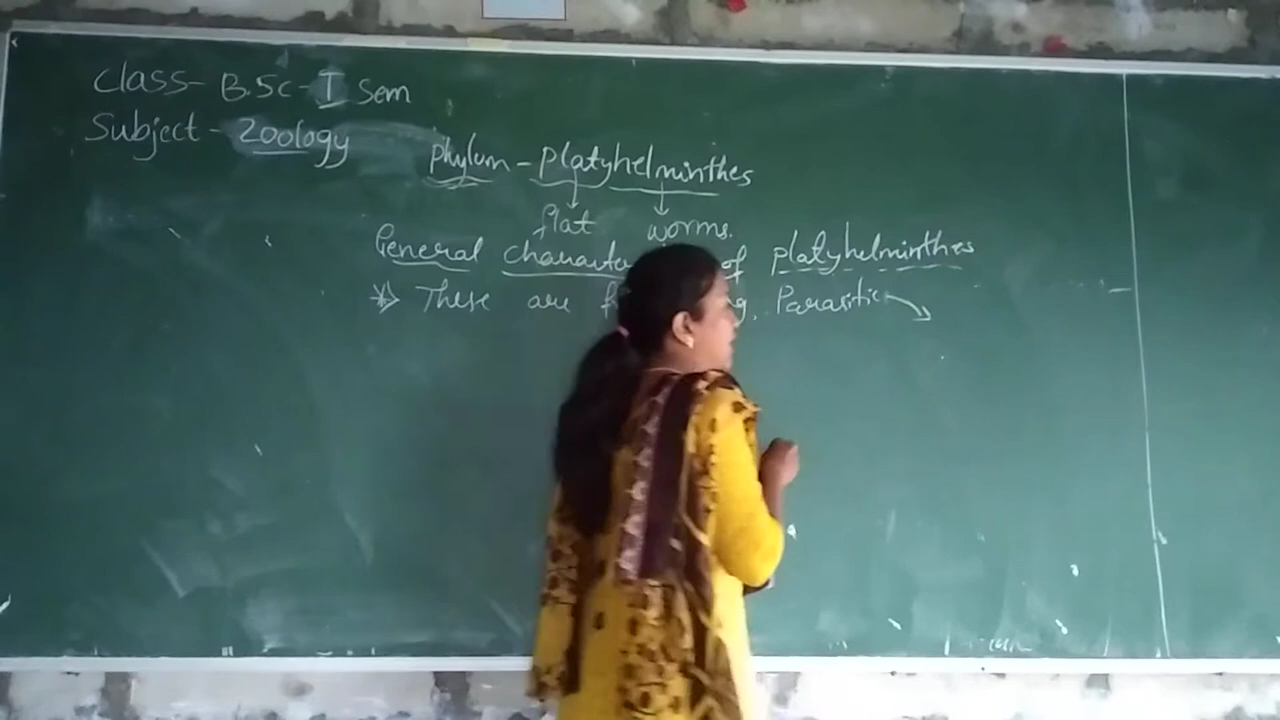 Class- B.Sc- I Sem
Subject - Zoology
Phylum - Platyhelminthes
flat worms.
General of Platyhelminthes
These are Parasitic